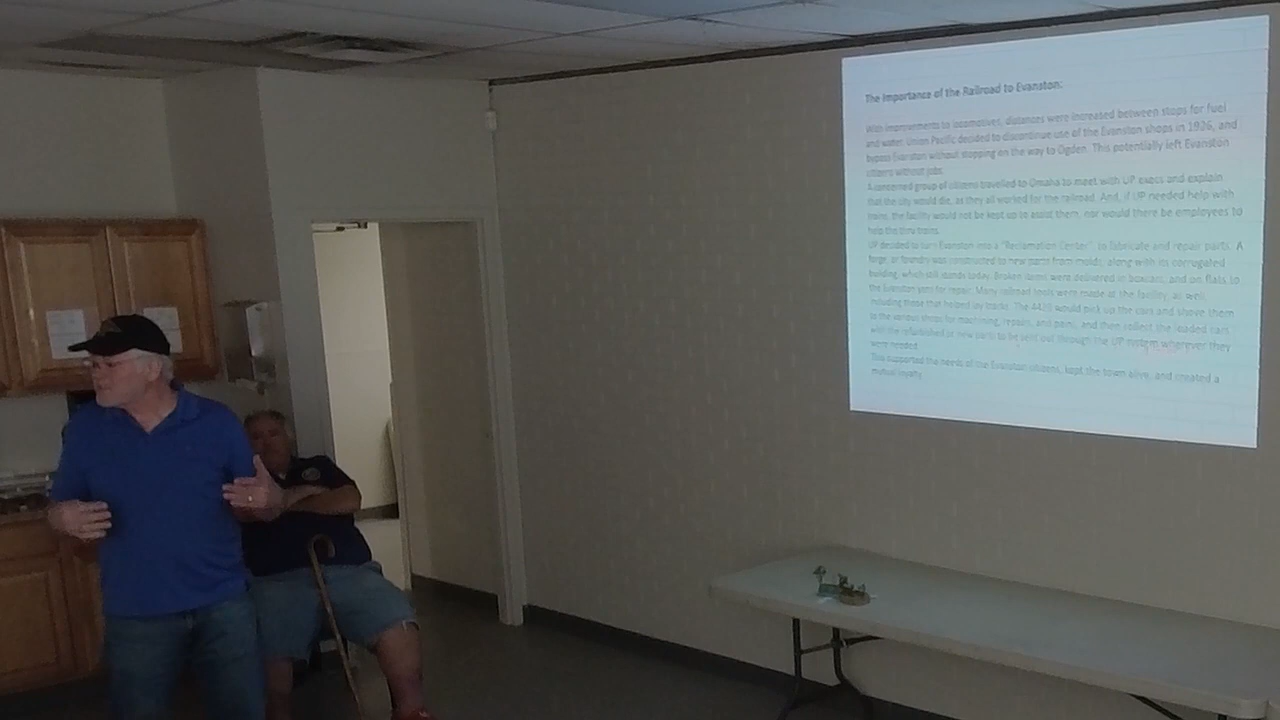 The Importance of the Railroad to Evanston:
With improvements to locomotives, distances were increased between stops for fuel
and water. Union Pacific decided to discontinue use of the Evanston shops in 1926, and
bypass Evanston without stopping on the way to Ogden. This potentially left Evanston
citizens without jobs.
A concerned group of citizens travelled to Omaha to meet with UP execs and explain
that the city would die, as they all worked for the railroad. And, if UP needed help with
trains, the facility would not be kept up to assist them, nor would there be employees to
help the tiny trains.
UP decided to turn Evanston into a "Reclamation Center", to fabricate and repair parts. A
forge, or foundry was constructed to new parts from molds, along with its corrugated
building, which still stands today. Broken items were delivered in boxcars, and on flats to
the Evanston yard for repair. Many railroad tools were made at the facility, as well,
including those that helped lay tracks. The 4420 would pick up the cars and shove them
to the various shops for machining, repairs, and paint, and then collect the loaded cars
with the refurbished or new parts to be sent out through the UP system wherever they
were needed.
This supported the needs of the Evanston citizens, kept the town alive, and created a
mutual loyalty.